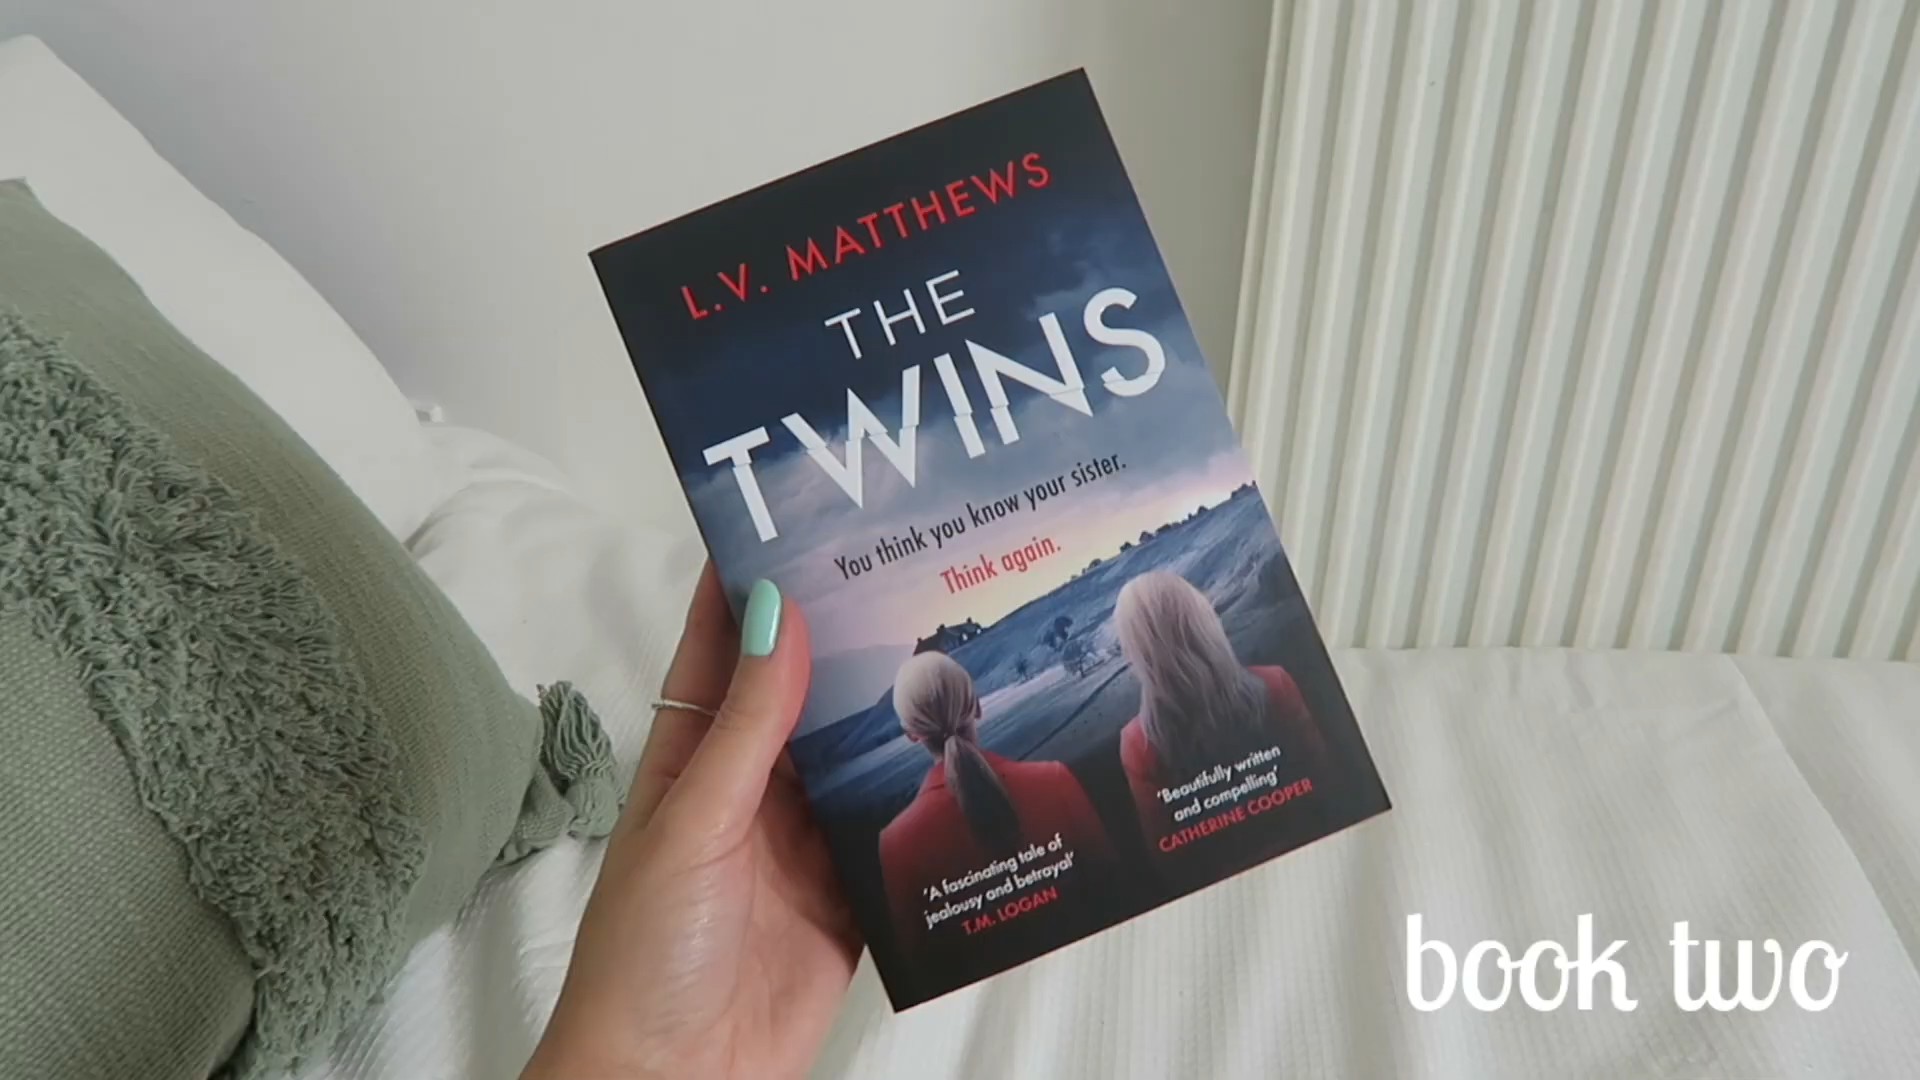 L.V. MATTHEWS
THE
TWINS
You think you know your sister.
Think again.
'Beautifully written
and compelling'
CATHERINE COOPER
'A fascinating tale of
jealousy and betrayal'
T.M. LOGAN
book two